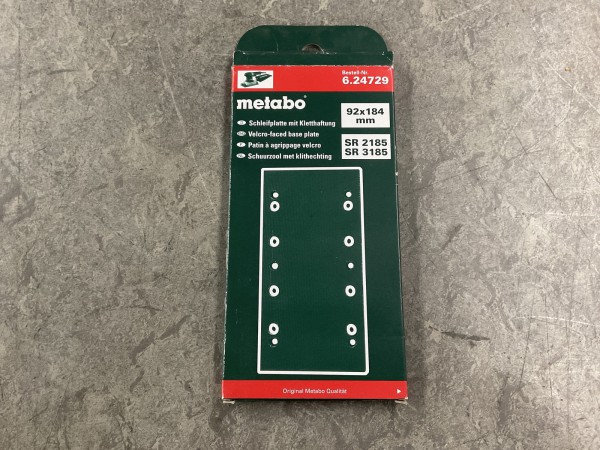 Bestell-Nr.
6.24729
metabo®
92x184
mm
Schleifplatte mit Kletthaftung
Velcro-faced base plate
Patin à agrippage velcro
Schuurzool met klithechting
SR 2185
SR 3185
Original Metabo Qualität